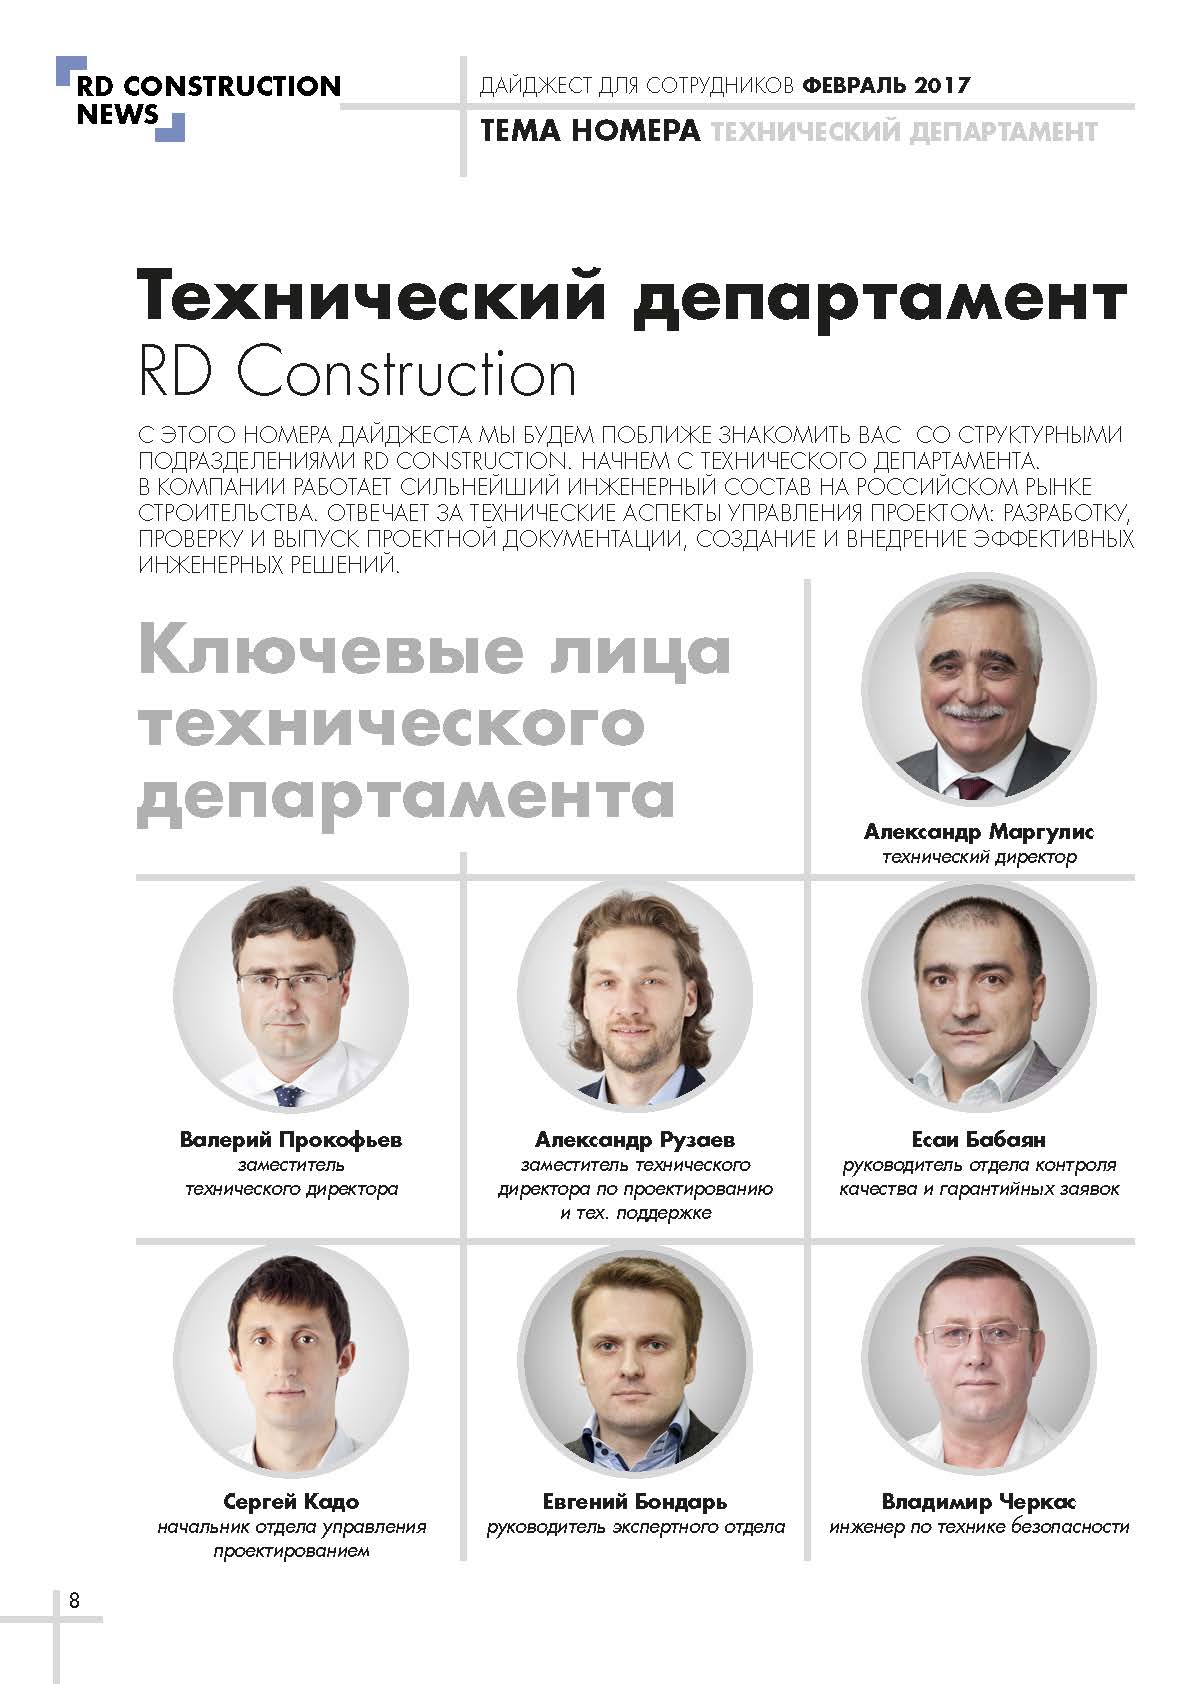 RD CONSTRUCTION
NEWS
ДАЙДЖЕСТ ДЛЯ СОТРУДНИКОВ ФЕВРАЛЬ 2017
ТЕМА НОМЕРА ТЕХНИЧЕСКИЙ ДЕПАРТАМЕНТ
Технический департамент
RD Construction
С ЭТОГО НОМЕРА ДАЙДЖЕСТА МЫ БУДЕМ ПОБЛИЖЕ ЗНАКОМИТЬ ВАС СО СТРУКТУРНЫМИ
ПОДРАЗДЕЛЕНИЯМИ RD CONSTRUCTION. НАЧНЕМ С ТЕХНИЧЕСКОГО ДЕПАРТАМЕНТА.
В КОМПАНИИ РАБОТАЕТ СИЛЬНЕЙШИЙ ИНЖЕНЕРНЫЙ СОСТАВ НА РОССИЙСКОМ РЫНКЕ
СТРОИТЕЛЬСТВА. ОТВЕЧАЕТ ЗА ТЕХНИЧЕСКИЕ АСПЕКТЫ УПРАВЛЕНИЯ ПРОЕКТОМ: РАЗРАБОТКУ,
ПРОВЕРКУ И ВЫПУСК ПРОЕКТНОЙ ДОКУМЕНТАЦИИ, СОЗДАНИЕ И ВНЕДРЕНИЕ ЭФФЕКТИВНЫХ
ИНЖЕНЕРНЫХ РЕШЕНИЙ.
Ключевые лица
технического
департамента
Александр Маргулис
технический директор
Валерий Прокофьев
заместитель
технического директора
Александр Рузаев
заместитель технического
директора по проектированию
и тех. поддержке
Есаи Бабаян
руководитель отдела контроля
качества и гарантийных заявок
Сергей Кадо
начальник отдела управления
проектированием
Евгений Бондарь
руководитель экспертного отдела
Владимир Черкас
инженер по технике безопасности
8